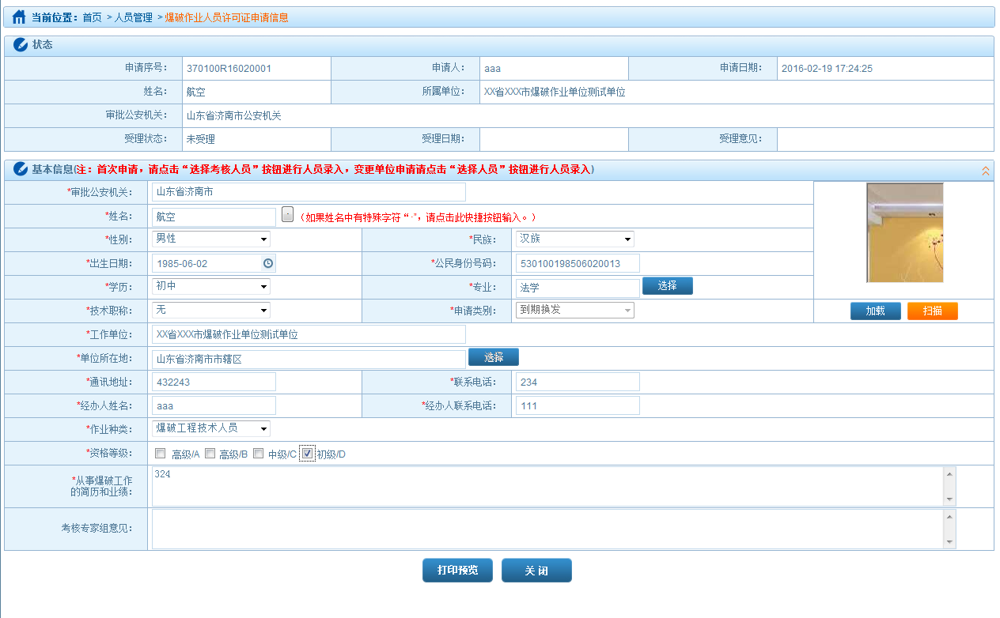 当前位置：首页 >人员管理 >爆破作业人员许可证申请信息
状态
申请序号： 370100R16020001 申请人： aaa 申请日期： 2016-02-19 17:24:25
姓名： 航空 所属单位： XX省XXX市爆破作业单位测试单位
审批公安机关： 山东省济南市公安机关
受理状态： 未受理 受理日期： 受理意见：
基本信息(注：首次申请，请点击“选择考核人员”按钮进行人员录入，变更单位申请请点击“选择人员”按钮进行人员录入)
*审批公安机关： 山东省济南市
*姓名： 航空 · （如果姓名中有特殊字符“·”，请点击此快捷按钮输入。）
*性别： 男性 *民族： 汉族
*出生日期： 1985-06-02 *公民身份号码： 530100198506020013
*学历： 初中 *专业： 法学 选择
*技术职称： 无 *申请类别： 到期换发 加载 扫描
*工作单位： XX省XXX市爆破作业单位测试单位
*单位所在地： 山东省济南市市辖区 选择
*通讯地址： 432243 *联系电话： 234
*经办人姓名： aaa *经办人联系电话： 111
*作业种类： 爆破工程技术人员
*资格等级： 高级/A 高级/B 中级/C 初级/D
*从事爆破工作
的简历和业绩： 324
考核专家组意见：
打印预览 关 闭